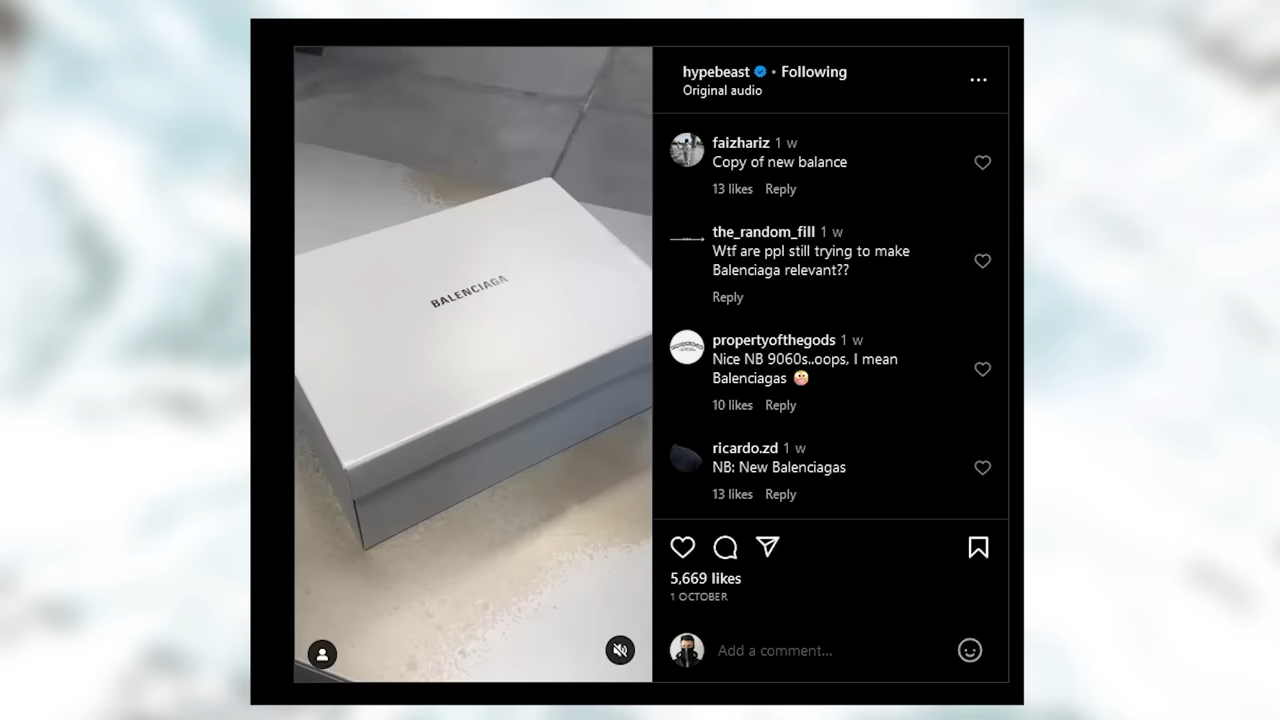 BALENCIAGA
hypebeast • Following
Original audio
faizhariz 1 w
Copy of new balance
13 likes Reply
the_random_fill 1 w
Wtf are ppl still trying to make
Balenciaga relevant??
Reply
propertyofthegods 1 w
Nice NB 9060s..oops, I mean
Balenciagas
10 likes Reply
ricardo.zd 1 w
NB: New Balenciagas
13 likes Reply
5,669 likes
1 OCTOBER
Add a comment...